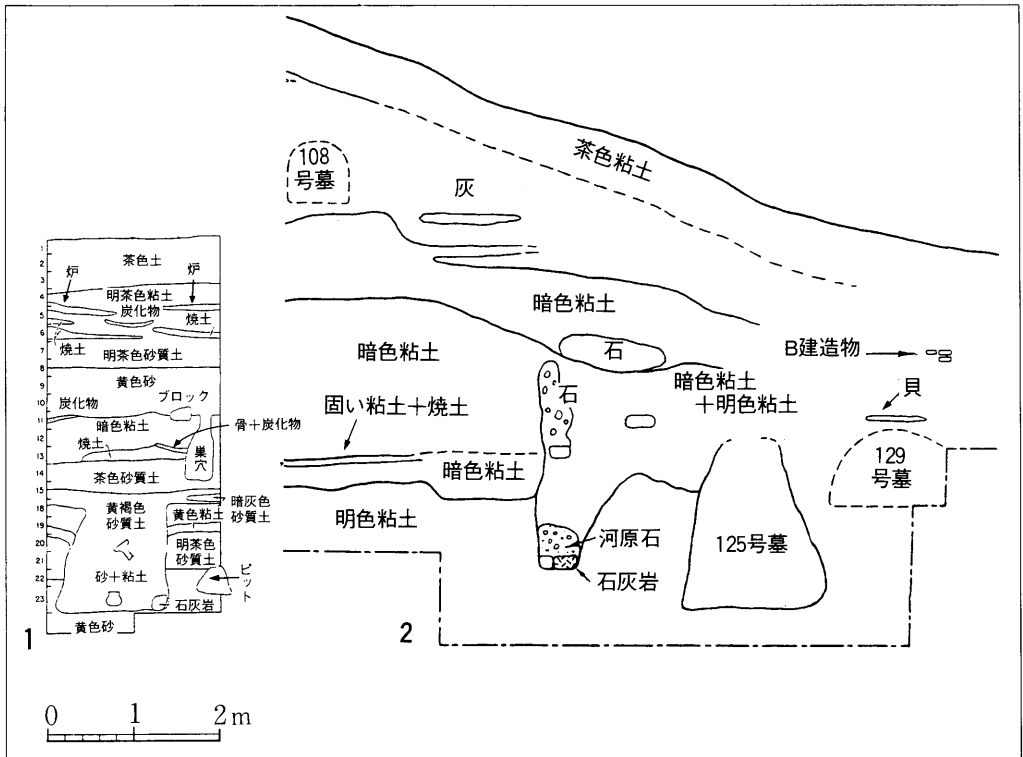 1
2
3
4
5
6
7
8
9
10
11
12
13
14
15
18
19
20
21
22
23
茶色土
炉
炉
明茶色粘土
炭化物
焼土
焼土
明茶色砂質土
黄色砂
炭化物
ブロック
暗色粘土
骨+炭化物
焼土
巣穴
茶色砂質土
暗灰色
砂質土
黄褐色
砂質土
黄色粘土
明茶色
砂質土
砂+粘土
ピット
石灰岩
黄色砂
1
0 1 2m
茶色粘土
108
号墓
灰
暗色粘土
暗色粘土
石
B建造物
暗色粘土
+明色粘土
石
貝
固い粘土+焼土
暗色粘土
129
号墓
明色粘土
河原石
125号墓
石灰岩
2